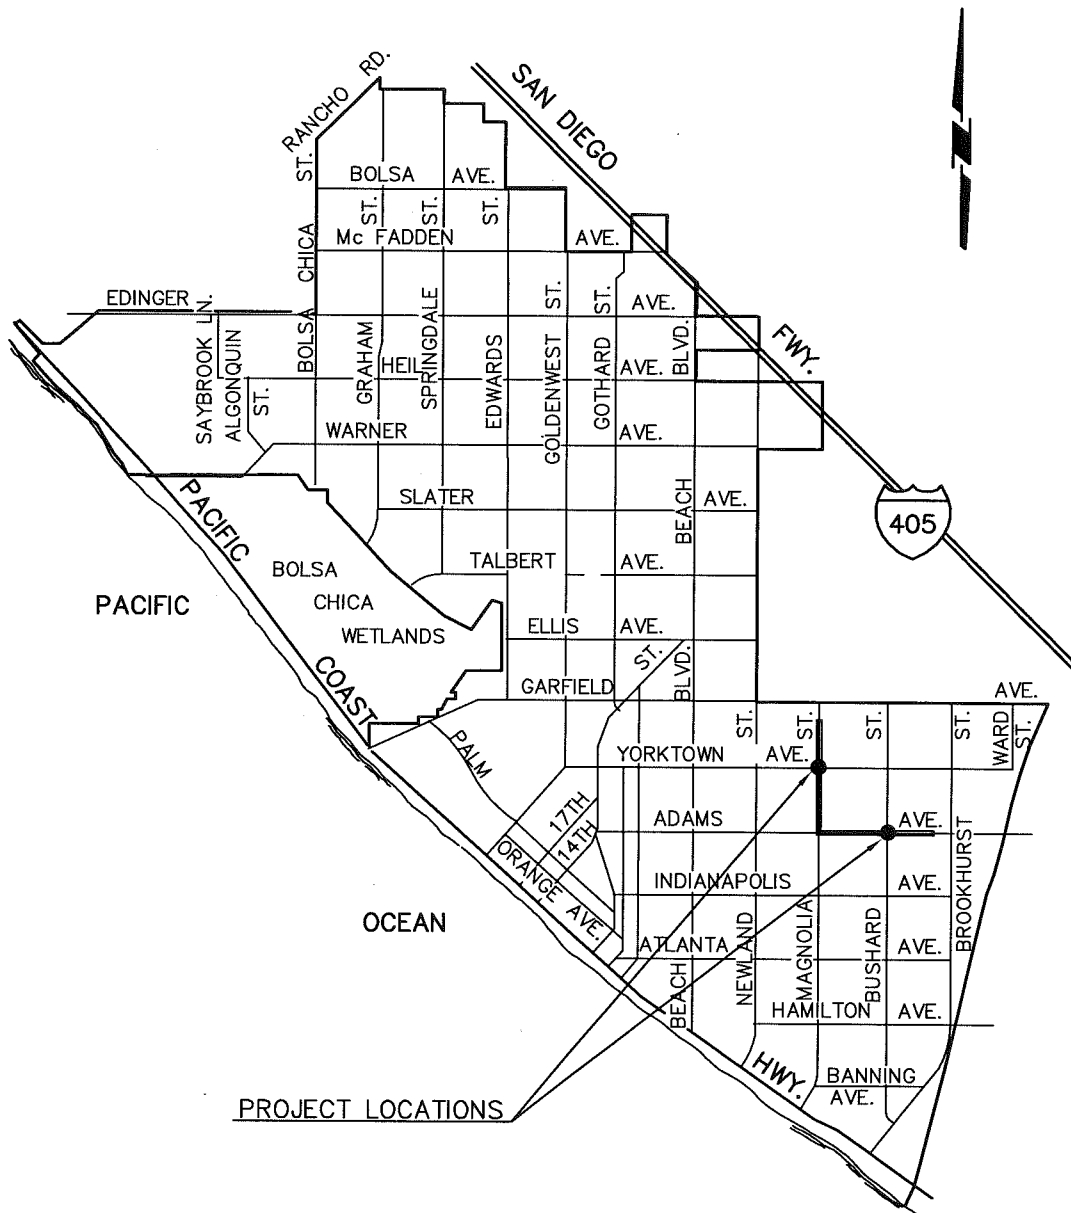 RANCHO RD.
SAN DIEGO
FWY.
405
BOLSA AVE.
Mc FADDEN AVE.
EDINGER AVE.
HEIL AVE.
WARNER AVE.
SLATER AVE.
TALBERT AVE.
ELLIS AVE.
GARFIELD AVE.
YORKTOWN AVE.
ADAMS AVE.
INDIANAPOLIS AVE.
ATLANTA AVE.
HAMILTON AVE.
BANNING
AVE.
SAYBROOK LN.
ALGONQUIN
ST.
BOLSA CHICA ST.
GRAHAM ST.
SPRINGDALE ST.
EDWARDS ST.
GOLDENWEST ST.
GOTHARD ST.
BEACH BLVD.
BLVD.
BEACH
NEWLAND ST.
MAGNOLIA ST.
BUSHARD ST.
BROOKHURST ST.
WARD
ST.
PALM
17TH
14TH
ORANGE AVE.
BOLSA
CHICA
WETLANDS
PACIFIC
COAST
HWY.
PACIFIC
OCEAN
PROJECT LOCATIONS